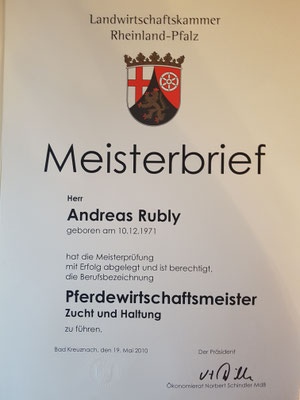 Landwirtschaftskammer
Rheinland-Pfalz
Meisterbrief
Herr
Andreas Rubly
geboren am 10.12.1971
hat die Meisterprüfung
mit Erfolg abgelegt und ist berechtigt,
die Berufsbezeichnung
Pferdewirtschaftsmeister
Zucht und Haltung
zu führen.
Bad Kreuznach, den 19. Mai 2010
Der Präsident
Ökonomierat Norbert Schindler MdB